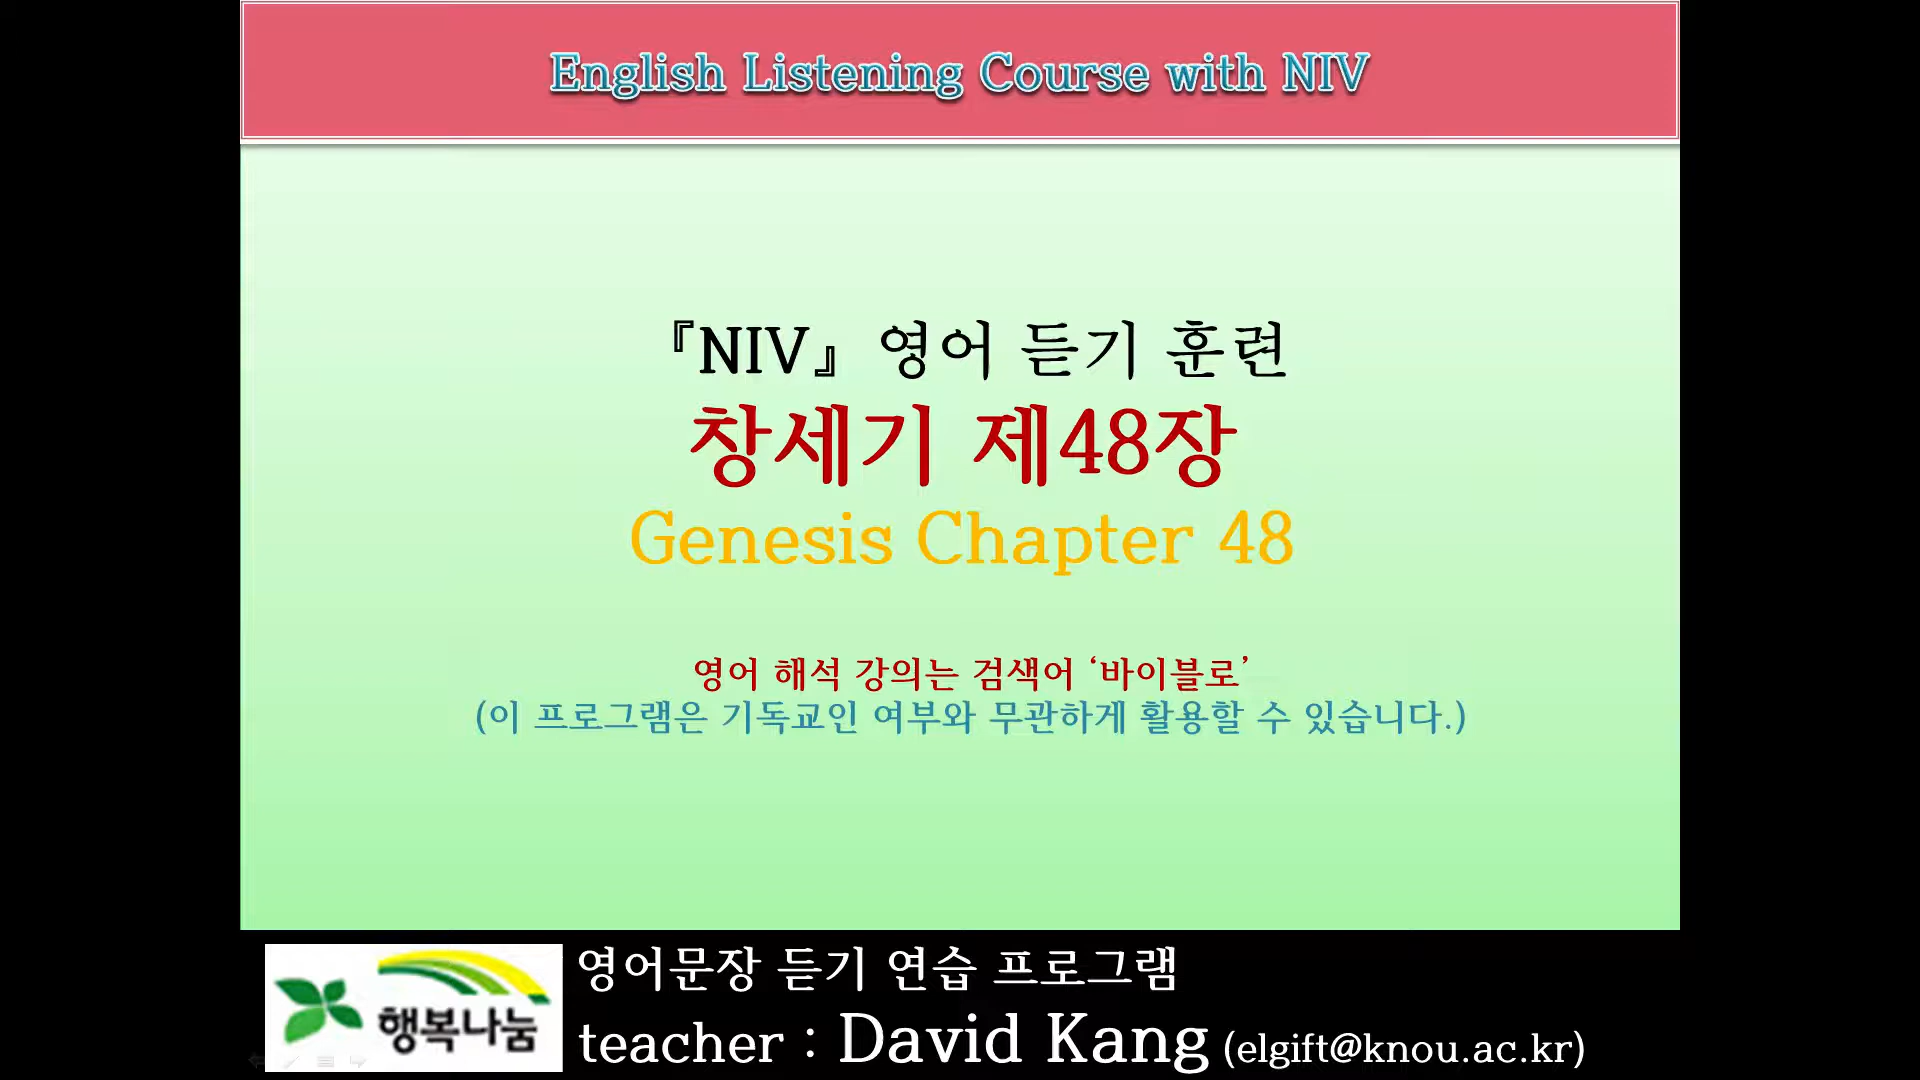 English Listening Course with NIV
『NIV』 영어 듣기 훈련
창세기 제48장
Genesis Chapter 48
영어 해석 강의는 검색어 ‘바이블로’
(이 프로그램은 기독교인 여부와 무관하게 활용할 수 있습니다.)
행복나눔
영어문장 듣기 연습 프로그램
teacher : David Kang (elgift@knou.ac.kr)